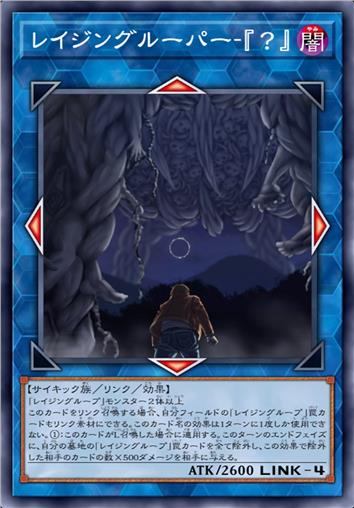 レイジングルーパー-『？』
闇
【サイキック族／リンク／効果】
「レイジングループ」モンスター２体以上
このカードをリンク召喚する場合、自分フィールドの「レイジングループ」罠
カードもリンク素材にできる。このカード名の効果は１ターンに１度しか使用でき
ない。①：このカードがL召喚した場合に適用する。このターンのエンドフェイ
ズに、自分の墓地の「レイジングループ」罠カードを全て除外し、この効果で除外
した相手のカードの数×500ダメージを相手に与える。
ATK/2600 LINK-4